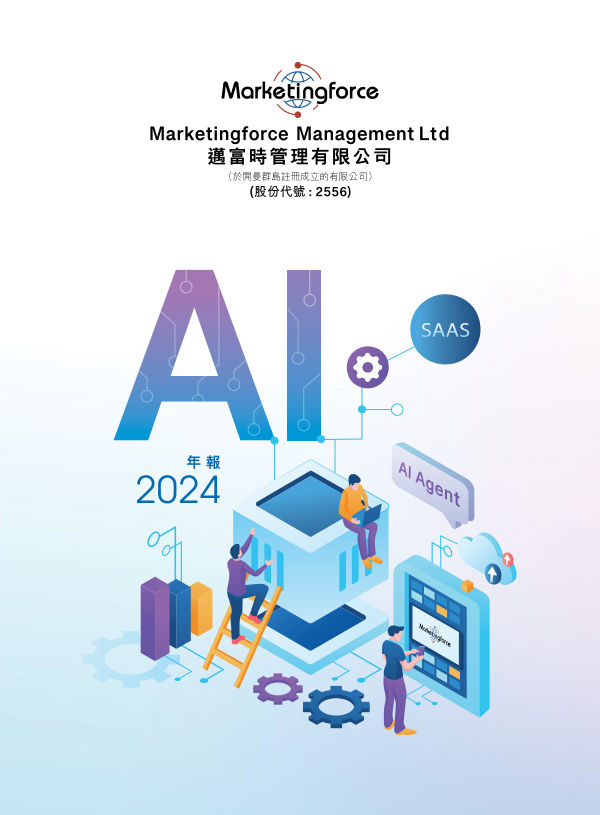 Marketingforce
Marketingforce Management Ltd
邁富時管理有限公司
（於開曼群島註冊成立的有限公司）
(股份代號 : 2556)
AI
SAAS
AI Agent
年報
2024
Marketingforce